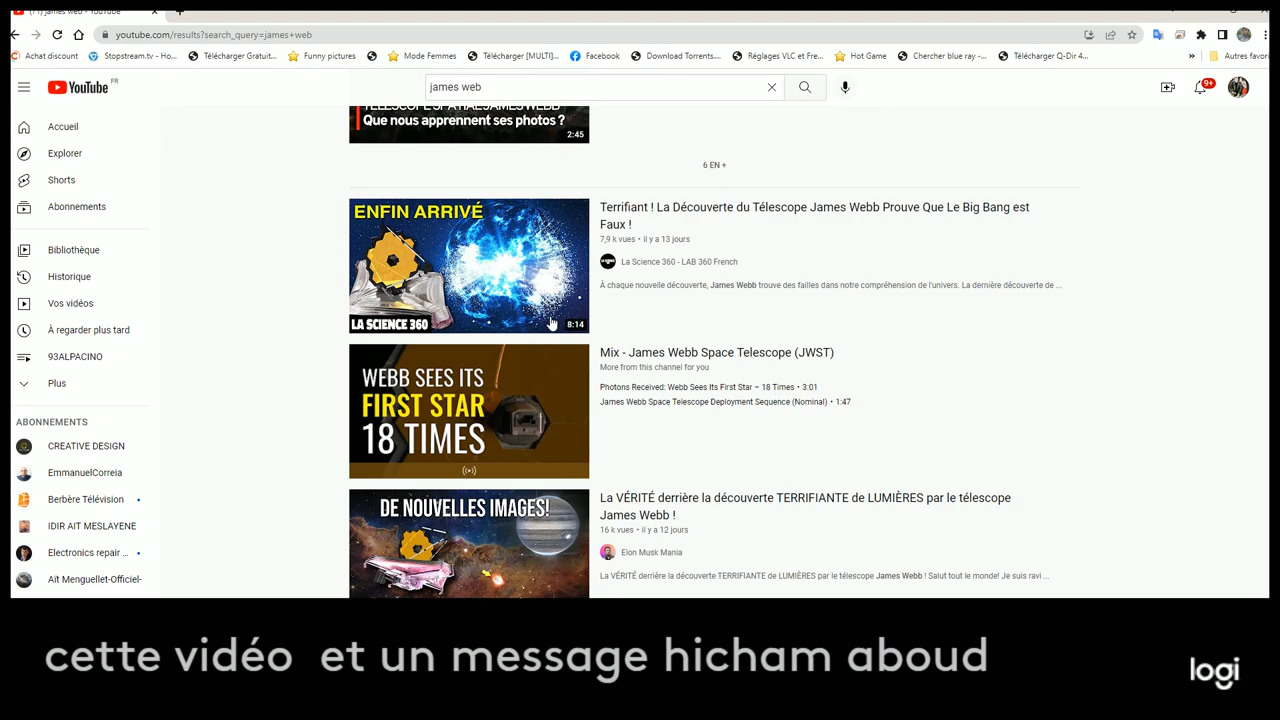 (71) james web - YouTube
youtube.com/results?search_query=james+web
Achat discount
Stopstream.tv - Ho...
Télécharger Gratuit...
Funny pictures
Mode Femmes
Télécharger [MULTI]...
Facebook
Download Torrents...
Réglages VLC et Fre...
Hot Game
Chercher blue ray -...
Télécharger Q-Dir 4...
»
Autres favoris
YouTube FR
james web
9+
Accueil
Explorer
Shorts
Abonnements
Bibliothèque
Historique
Vos vidéos
À regarder plus tard
93ALPACINO
Plus
ABONNEMENTS
CREATIVE DESIGN
EmmanuelCorreia
Berbère Télévision
IDIR AIT MESLAYENE
Electronics repair ...
Aït Menguellet-Officiel-
TÉLESCOPE SPATIAL JAMES WEBB
Que nous apprennent ses photos ?
2:45
6 EN +
ENFIN ARRIVÉ
LA SCIENCE 360
8:14
Terrifiant ! La Découverte du Télescope James Webb Prouve Que Le Big Bang est
Faux !
7,9 k vues • il y a 13 jours
La Science 360 - LAB 360 French
À chaque nouvelle découverte, James Webb trouve des failles dans notre compréhension de l'univers. La dernière découverte de ...
WEBB SEES ITS
FIRST STAR
18 TIMES
Mix - James Webb Space Telescope (JWST)
More from this channel for you
Photons Received: Webb Sees Its First Star – 18 Times • 3:01
James Webb Space Telescope Deployment Sequence (Nominal) • 1:47
DE NOUVELLES IMAGES!
La VÉRITÉ derrière la découverte TERRIFIANTE de LUMIÈRES par le télescope
James Webb !
16 k vues • il y a 12 jours
Elon Musk Mania
La VÉRITÉ derrière la découverte TERRIFIANTE de LUMIÈRES par le télescope James Webb ! Salut tout le monde! Je suis ravi ...
cette vidéo et un message hicham aboud
logi